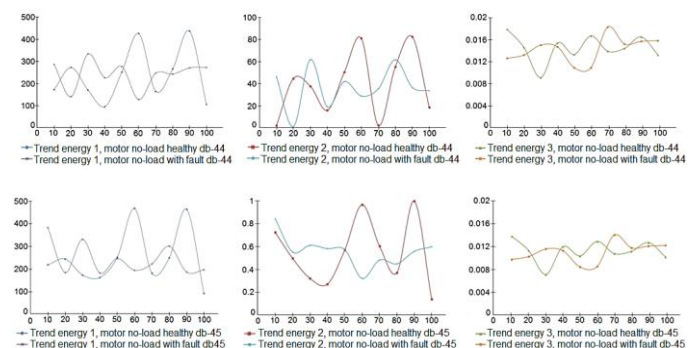 500
400
300
200
100
0
0 10 20 30 40 50 60 70 80 90 100
Trend energy 1, motor no-load healthy db-44
Trend energy 1, motor no-load with fault db-44
100
80
60
40
20
0
0 10 20 30 40 50 60 70 80 90 100
Trend energy 2, motor no-load healthy db-44
Trend energy 2, motor no-load with fault db-44
0.02
0.016
0.012
0.008
0.004
0 10 20 30 40 50 60 70 80 90 100
Trend energy 3, motor no-load healthy db-44
Trend energy 3, motor no-load with fault db-44
500
400
300
200
100
0
0 10 20 30 40 50 60 70 80 90 100
Trend energy 1, motor no-load healthy db-45
Trend energy 1, motor no-load with fault db-45
1
0.8
0.6
0.4
0.2
0
0 10 20 30 40 50 60 70 80 90 100
Trend energy 2, motor no-load healthy db-45
Trend energy 2, motor no-load with fault db-45
0.02
0.016
0.012
0.008
0.004
0 10 20 30 40 50 60 70 80 90 100
Trend energy 3, motor no-load healthy db-45
Trend energy 3, motor no-load with fault db-45